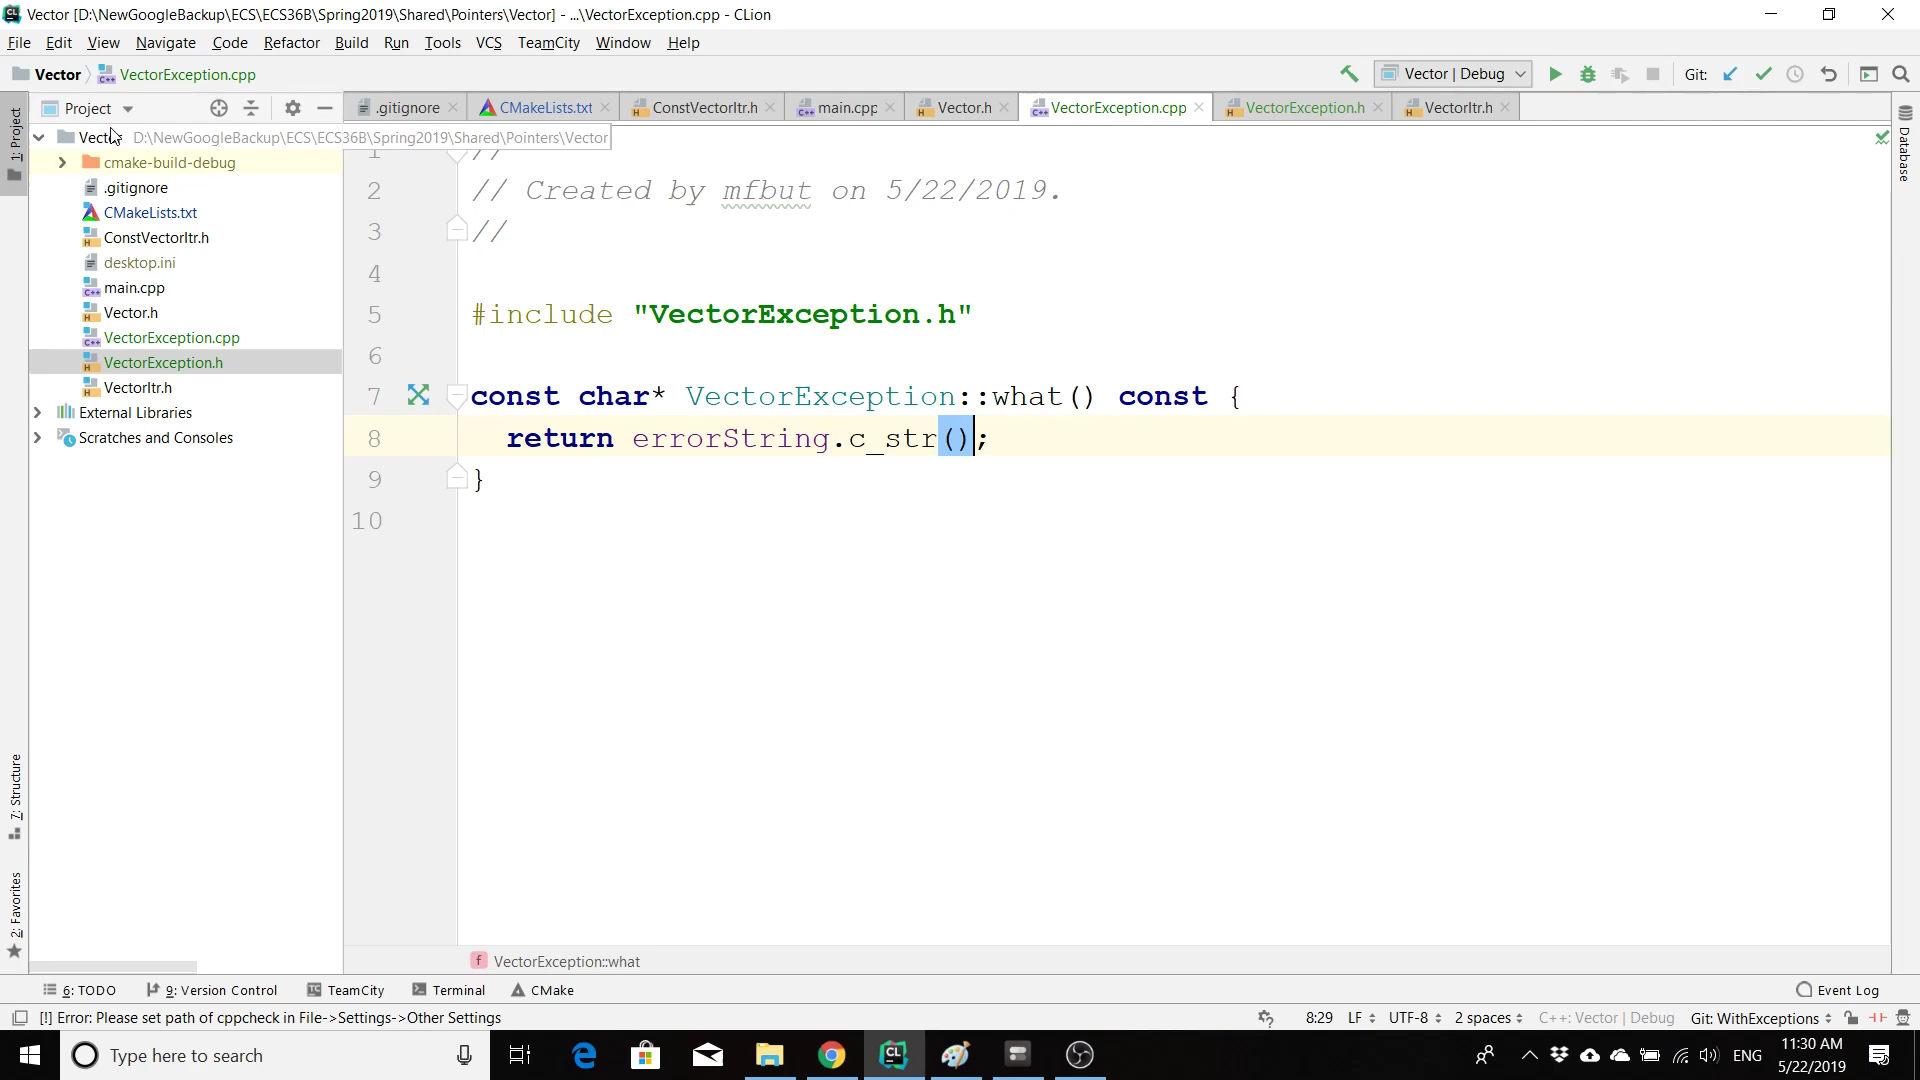 Vector [D:\NewGoogleBackup\ECS\ECS36B\Spring2019\Shared\Pointers\Vector] - ...\VectorException.cpp - CLion
File Edit View Navigate Code Refactor Build Run Tools VCS TeamCity Window Help
Vector VectorException.cpp Vector | Debug Git:
Project .gitignore CMakeLists.txt ConstVectorItr.h main.cpp Vector.h VectorException.cpp VectorException.h VectorItr.h
1: Project
Database
Vector D:\NewGoogleBackup\ECS\ECS36B\Spring2019\Shared\Pointers\Vector
cmake-build-debug
.gitignore
CMakeLists.txt
ConstVectorItr.h
desktop.ini
main.cpp
Vector.h
VectorException.cpp
VectorException.h
VectorItr.h
External Libraries
Scratches and Consoles
1 //
2 // Created by mfbut on 5/22/2019.
3 //
4
5 #include "VectorException.h"
6
7 const char* VectorException::what() const {
8 return errorString.c_str();
9 }
10
7: Structure
2: Favorites
f VectorException::what
6: TODO 9: Version Control TeamCity Terminal CMake Event Log
[!] Error: Please set path of cppcheck in File->Settings->Other Settings 8:29 LF UTF-8 2 spaces C++: Vector | Debug Git: WithExceptions
Type here to search ENG 11:30 AM
5/22/2019